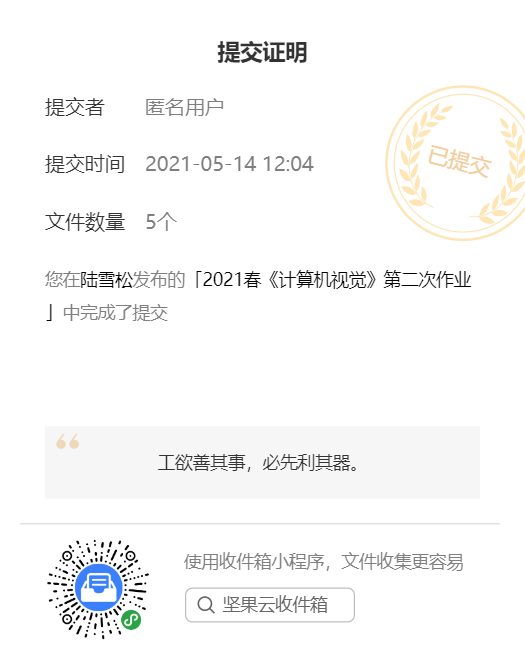 提交证明
提交者 匿名用户
已提交
提交时间 2021-05-14 12:04
文件数量 5个
您在陆雪松发布的「2021春《计算机视觉》第二次作业
」中完成了提交
“
工欲善其事，必先利其器。
使用收件箱小程序，文件收集更容易
坚果云收件箱